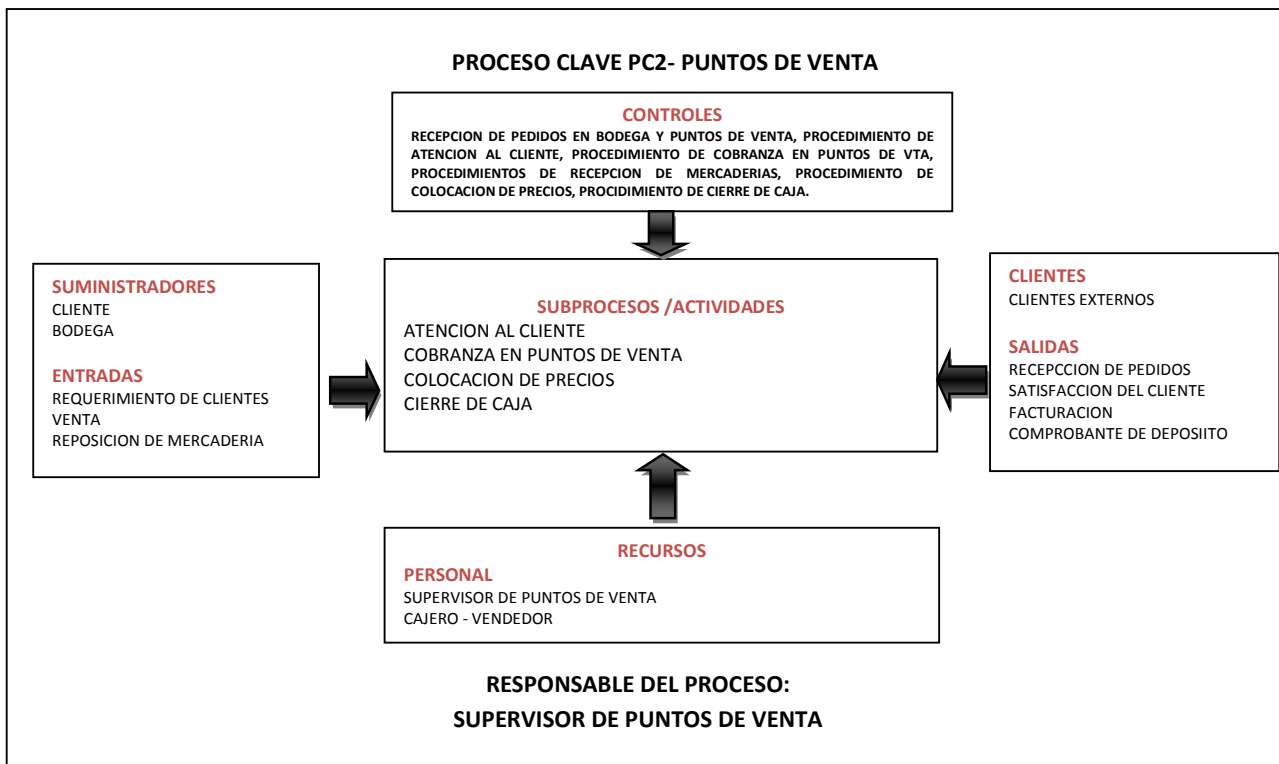 PROCESO CLAVE PC2- PUNTOS DE VENTA
CONTROLES
RECEPCION DE PEDIDOS EN BODEGA Y PUNTOS DE VENTA, PROCEDIMIENTO DE
ATENCION AL CLIENTE, PROCEDIMIENTO DE COBRANZA EN PUNTOS DE VTA,
PROCEDIMIENTOS DE RECEPCION DE MERCADERIAS, PROCEDIMIENTO DE
COLOCACION DE PRECIOS, PROCIDIMIENTO DE CIERRE DE CAJA.
SUMINISTRADORES
CLIENTE
BODEGA
ENTRADAS
REQUERIMIENTO DE CLIENTES
VENTA
REPOSICION DE MERCADERIA
SUBPROCESOS /ACTIVIDADES
ATENCION AL CLIENTE
COBRANZA EN PUNTOS DE VENTA
COLOCACION DE PRECIOS
CIERRE DE CAJA
CLIENTES
CLIENTES EXTERNOS
SALIDAS
RECEPCCION DE PEDIDOS
SATISFACCION DEL CLIENTE
FACTURACION
COMPROBANTE DE DEPOSIITO
RECURSOS
PERSONAL
SUPERVISOR DE PUNTOS DE VENTA
CAJERO - VENDEDOR
RESPONSABLE DEL PROCESO:
SUPERVISOR DE PUNTOS DE VENTA